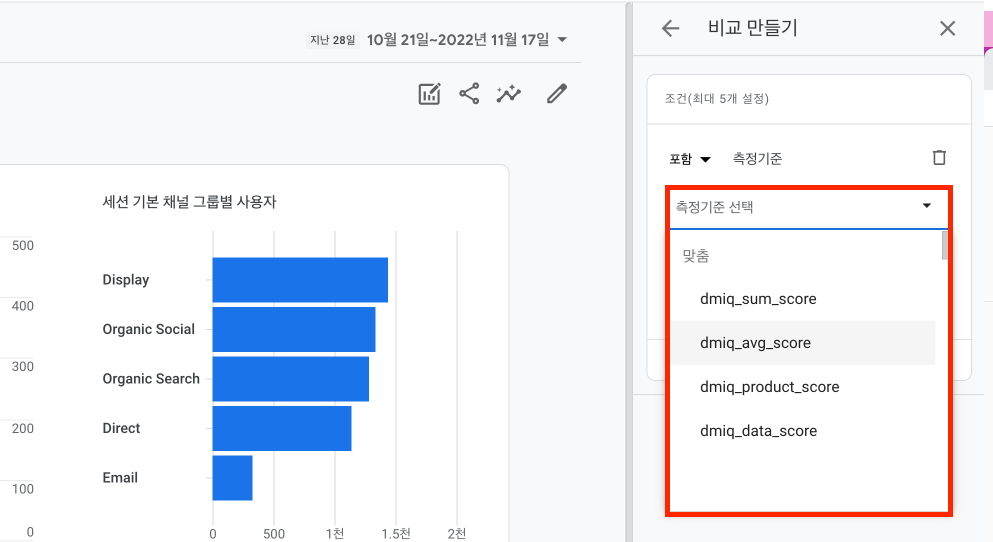 지난 28일 10월 21일~2022년 11월 17일
세션 기본 채널 그룹별 사용자
500
400
300
200
100
0
Display
Organic Social
Organic Search
Direct
Email
0 500 1천 1.5천 2천
비교 만들기
조건(최대 5개 설정)
포함 측정기준
측정기준 선택
맞춤
dmiq_sum_score
dmiq_avg_score
dmiq_product_score
dmiq_data_score